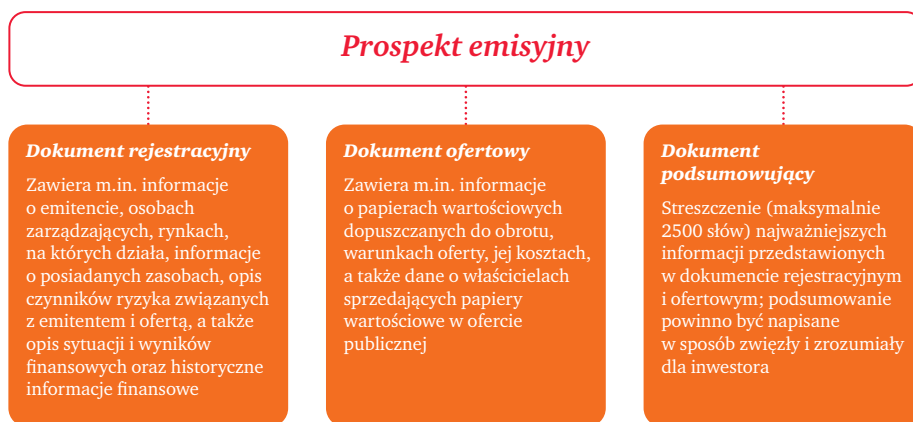 Prospekt emisyjny
Dokument rejestracyjny
Zawiera m.in. informacje
o emitencie, osobach
zarządzających, rynkach,
na których działa, informacje
o posiadanych zasobach, opis
czynników ryzyka związanych
z emitentem i ofertą, a także
opis sytuacji i wyników
finansowych oraz historyczne
informacje finansowe
Dokument ofertowy
Zawiera m.in. informacje
o papierach wartościowych
dopuszczanych do obrotu,
warunkach oferty, jej kosztach,
a także dane o właścicielach
sprzedających papiery
wartościowe w ofercie
publicznej
Dokument
podsumowujący
Streszczenie (maksymalnie
2500 słów) najważniejszych
informacji przedstawionych
w dokumencie rejestracyjnym
i ofertowym; podsumowanie
powinno być napisane
w sposób zwięzły i zrozumiały
dla inwestora